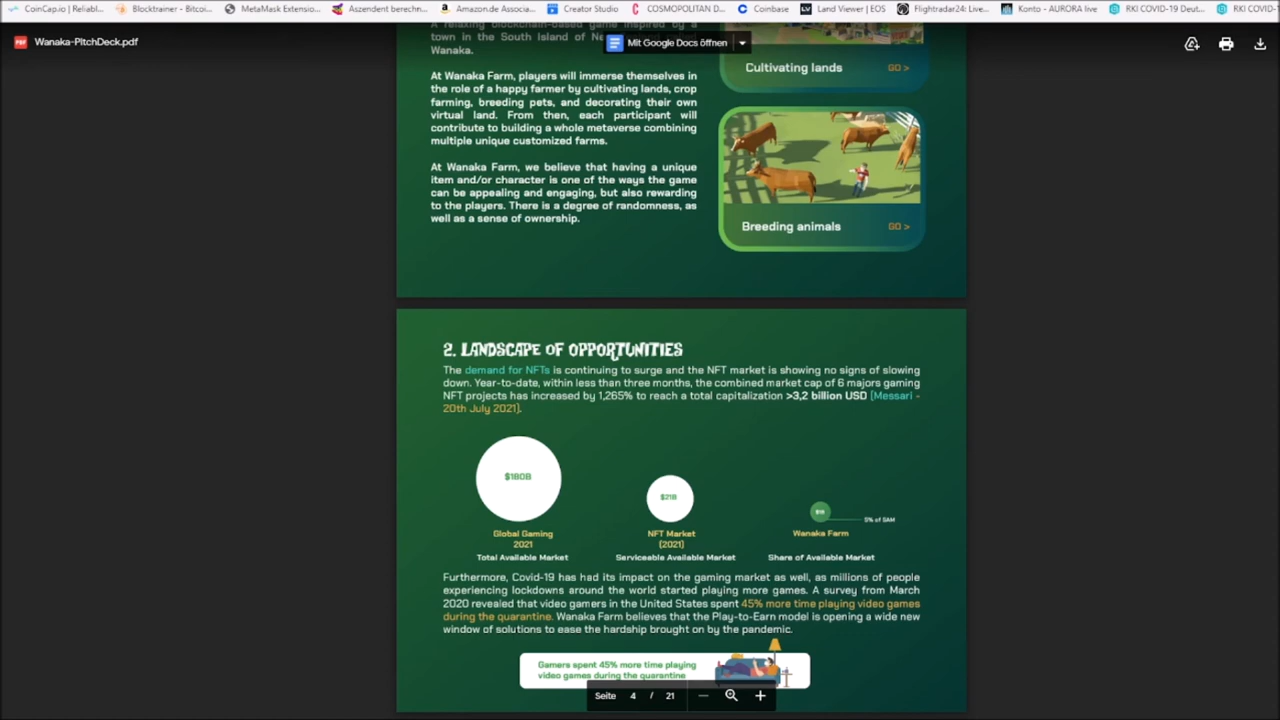 CoinCap.io | Reliabl...
Blocktrainer - Bitcoi...
MetaMask Extensio...
Aszendent berechn...
Amazon.de Associa...
Creator Studio
COSMOPOLITAN D...
Coinbase
Land Viewer | EOS
Flightradar24: Live...
Konto - AURORA live
RKI COVID-19 Deut...
RKI COVID-
PDF
Wanaka-PitchDeck.pdf
Mit Google Docs öffnen
A relaxing blockchain-based game inspired by a
town in the South Island of
Wanaka.
At Wanaka Farm, players will immerse themselves in
the role of a happy farmer by cultivating lands, crop
farming, breeding pets, and decorating their own
virtual land. From then, each participant will
contribute to building a whole metaverse combining
multiple unique customized farms.
At Wanaka Farm, we believe that having a unique
item and/or character is one of the ways the game
can be appealing and engaging, but also rewarding
to the players. There is a degree of randomness, as
well as a sense of ownership.
Cultivating lands GO >
Breeding animals GO >
2. LANDSCAPE OF OPPORTUNITIES
The demand for NFTs is continuing to surge and the NFT market is showing no signs of slowing
down. Year-to-date, within less than three months, the combined market cap of 6 majors gaming
NFT projects has increased by 1,265% to reach a total capitalization >3,2 billion USD [Messari -
20th July 2021].
$180B
Global Gaming
2021
Total Available Market
$21B
NFT Market
(2021)
Serviceable Available Market
5% of SAM
Wanaka Farm
Share of Available Market
Furthermore, Covid-19 has had its impact on the gaming market as well, as millions of people
experiencing lockdowns around the world started playing more games. A survey from March
2020 revealed that video gamers in the United States spent 45% more time playing video games
during the quarantine. Wanaka Farm believes that the Play-to-Earn model is opening a wide new
window of solutions to ease the hardship brought on by the pandemic.
Gamers spent 45% more time playing
video games during the quarantine
Seite 4 / 21